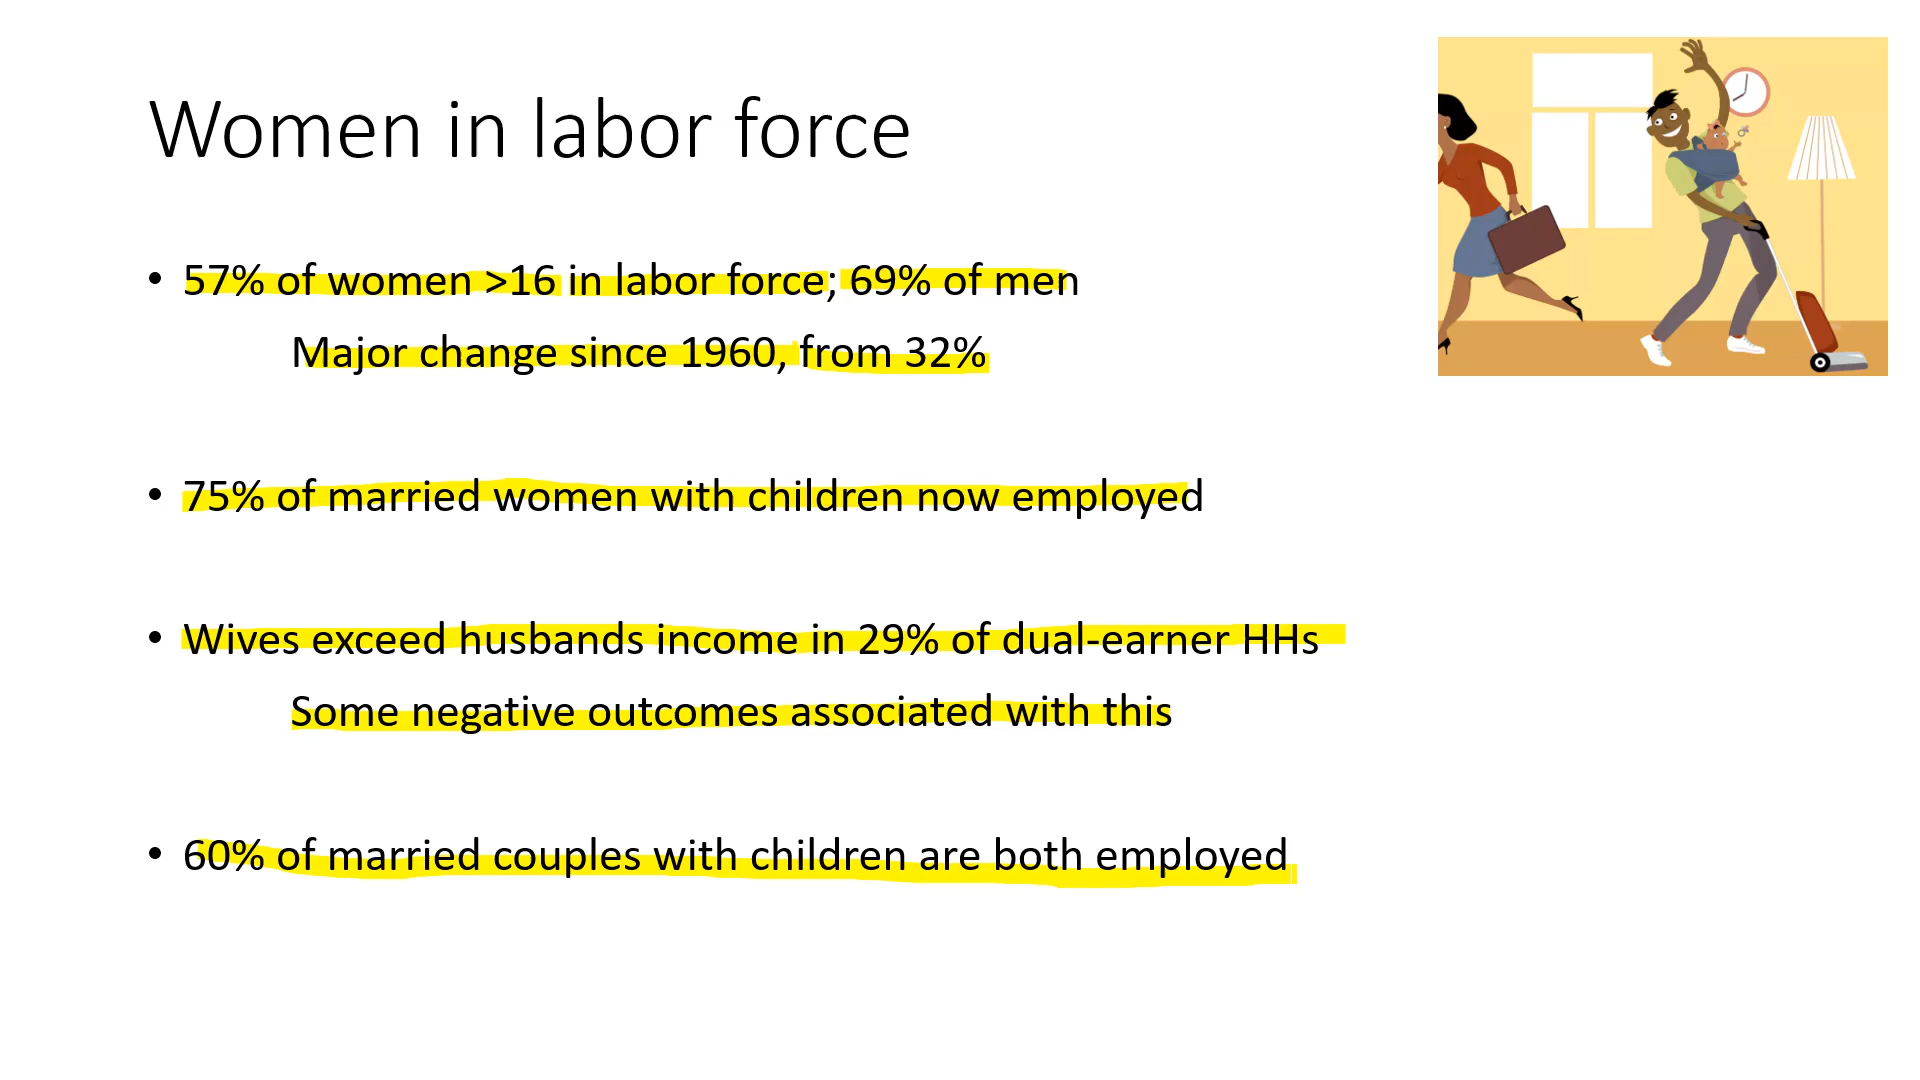 Women in labor force
• 57% of women >16 in labor force; 69% of men
Major change since 1960, from 32%
• 75% of married women with children now employed
• Wives exceed husbands income in 29% of dual-earner HHs
Some negative outcomes associated with this
• 60% of married couples with children are both employed